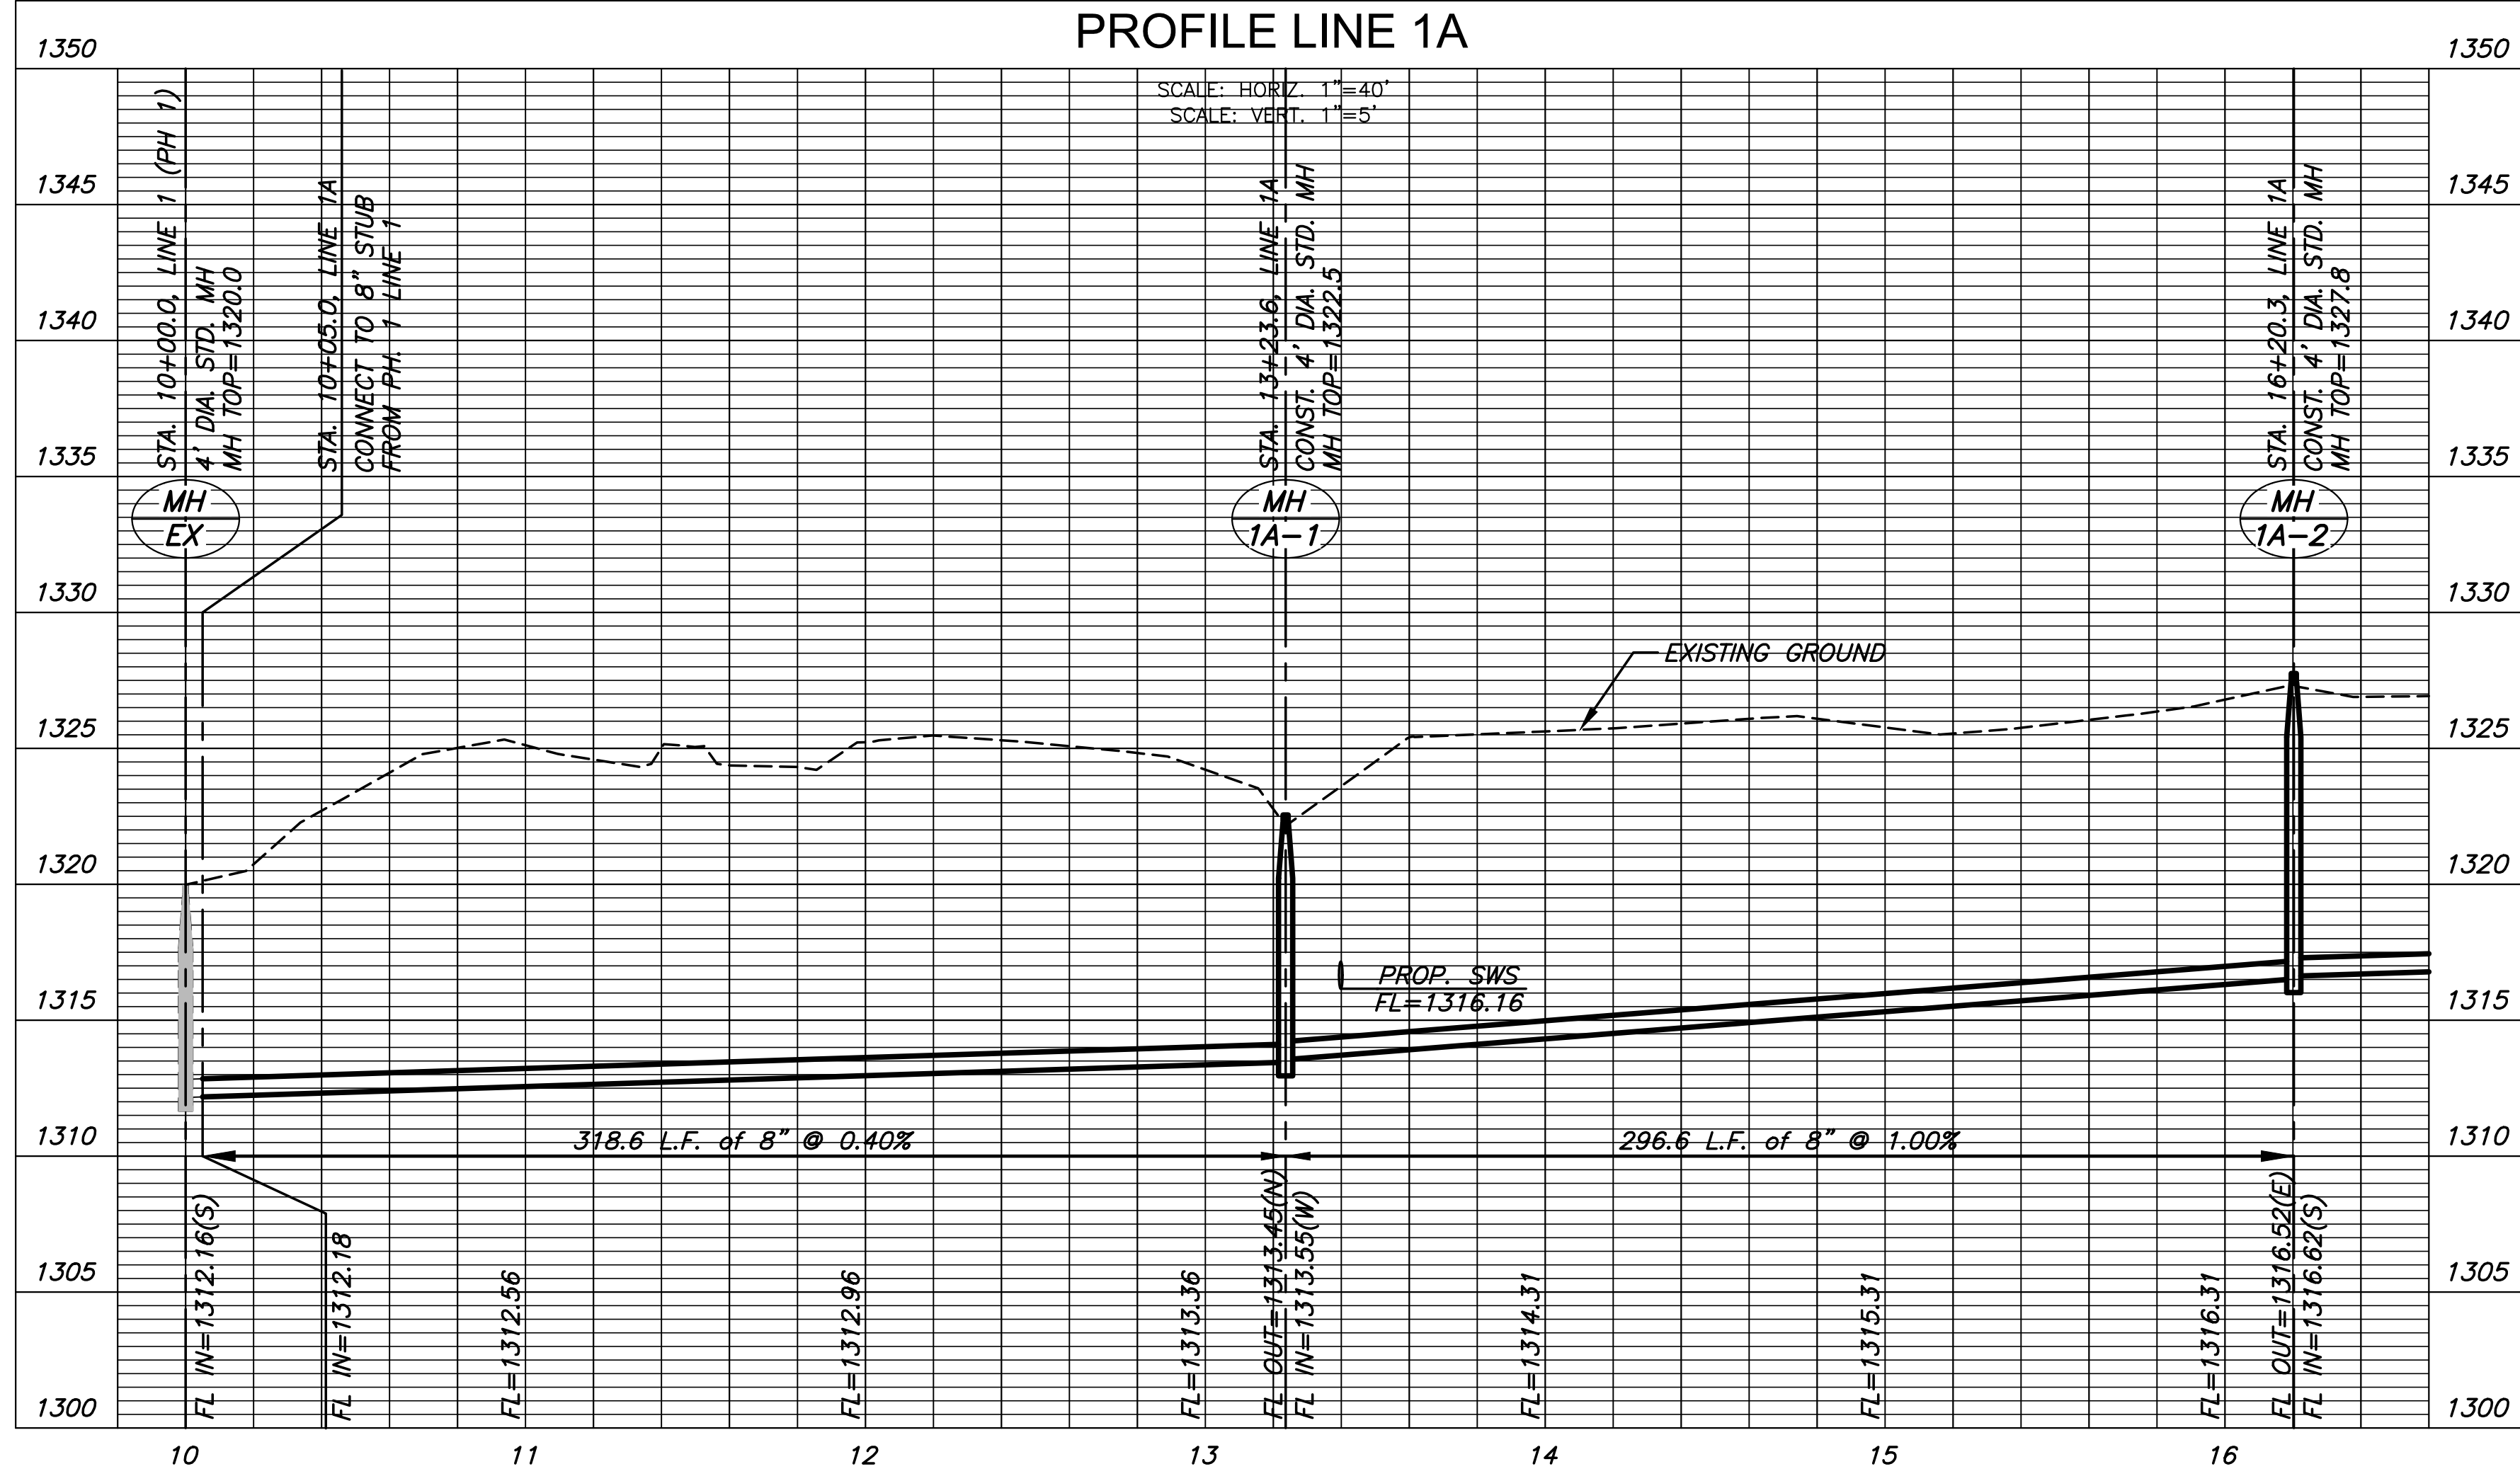 PROFILE LINE 1A
SCALE: HORIZ. 1"=40'
SCALE: VERT. 1"=5'
1350
1350
1345
1345
1340
1340
1335
1335
1330
1330
1325
1325
1320
1320
1315
1315
1310
1310
1305
1305
1300
1300
STA. 10+00.0, LINE 1 (PH 1)
4' DIA. STD. MH
MH TOP=1320.0
STA. 10+05.0, LINE 1A
CONNECT TO 8" STUB
FROM PH. 1 LINE 1
STA. 13+23.6, LINE 1A
CONST. 4' DIA. STD. MH
MH TOP=1322.5
STA. 16+20.3, LINE 1A
CONST. 4' DIA. STD. MH
MH TOP=1327.8
MH
EX
MH
1A-1
MH
1A-2
EXISTING GROUND
PROP. SWS
FL=1316.16
318.6 L.F. of 8" @ 0.40%
296.6 L.F. of 8" @ 1.00%
FL IN=1312.16(S)
FL IN=1312.18
FL=1312.56
FL=1312.96
FL=1313.36
FL OUT=1313.45(N)
FL IN=1313.55(W)
FL=1314.31
FL=1315.31
FL=1316.31
FL OUT=1316.52(E)
FL IN=1316.62(S)
10
11
12
13
14
15
16